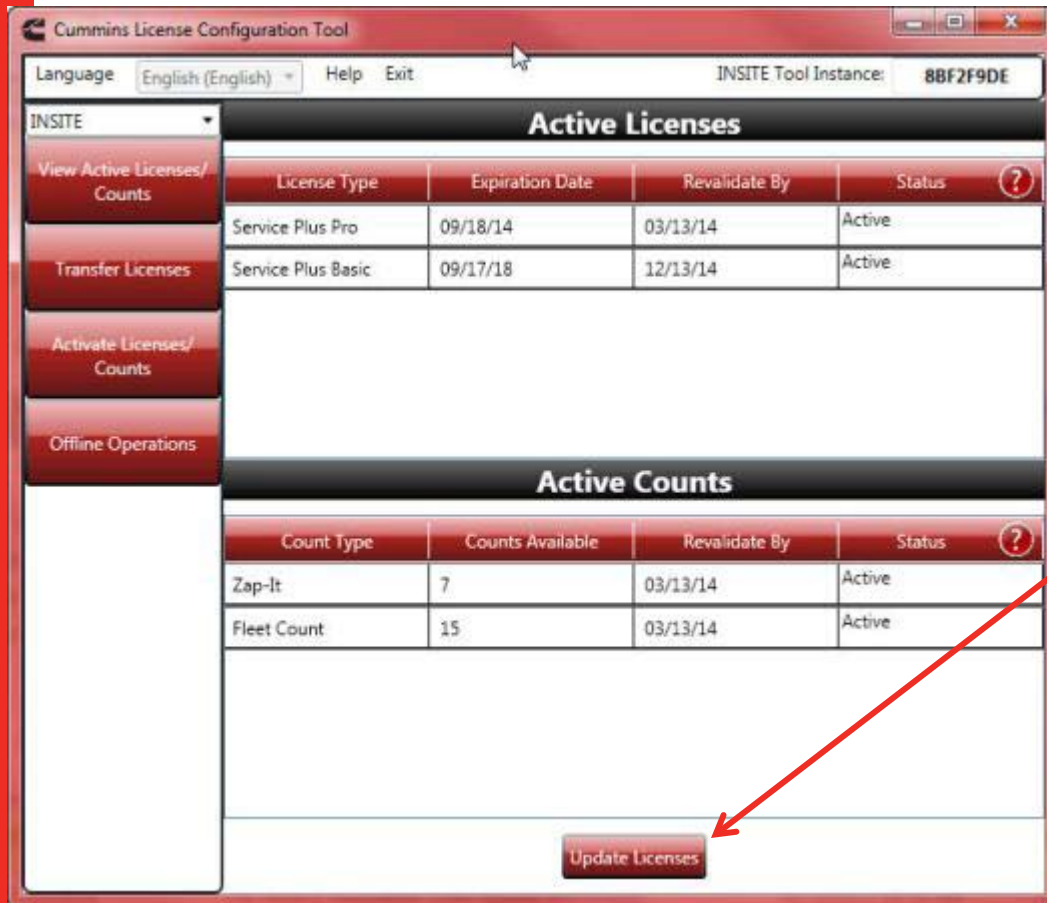 Cummins License Configuration Tool
Language English (English) Help Exit INSITE Tool Instance: 8BF2F9DE
INSITE
Active Licenses
View Active Licenses/
Counts
Transfer Licenses
Activate Licenses/
Counts
Offline Operations
License Type Expiration Date Revalidate By Status ?
Service Plus Pro 09/18/14 03/13/14 Active
Service Plus Basic 09/17/18 12/13/14 Active
Active Counts
Count Type Counts Available Revalidate By Status ?
Zap-It 7 03/13/14 Active
Fleet Count 15 03/13/14 Active
Update Licenses